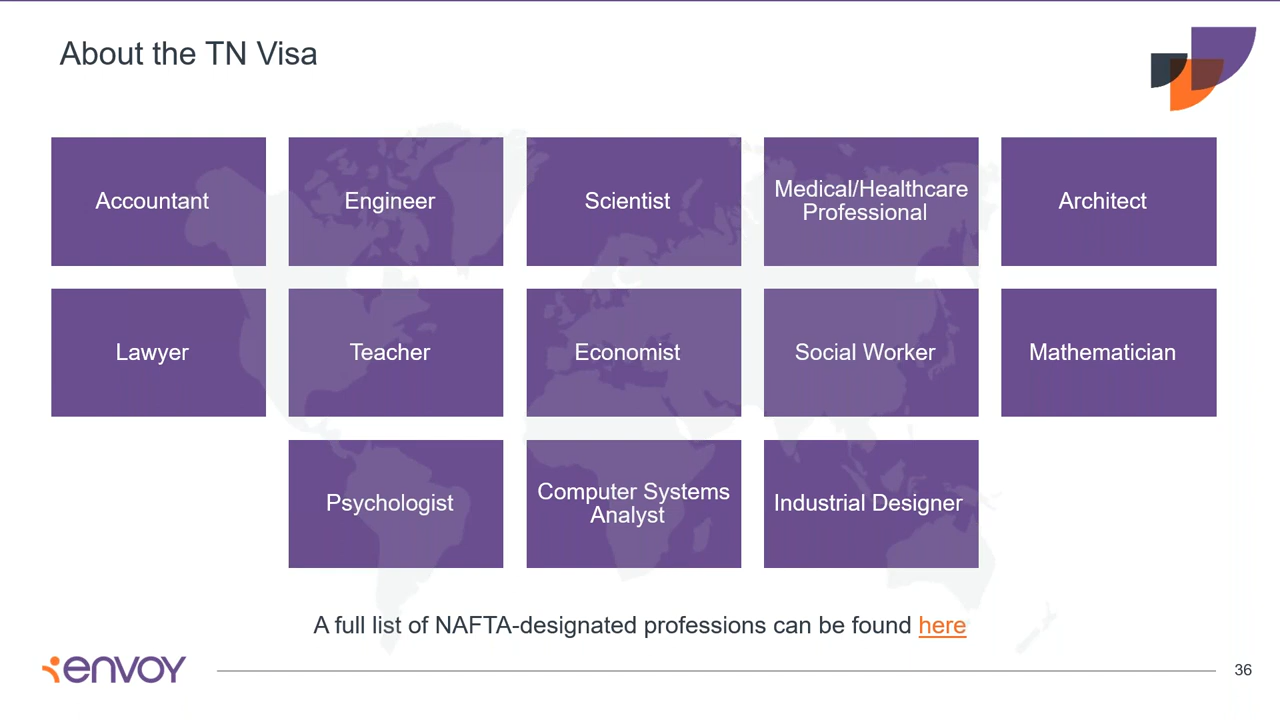 About the TN Visa
Accountant
Engineer
Scientist
Medical/Healthcare
Professional
Architect
Lawyer
Teacher
Economist
Social Worker
Mathematician
Psychologist
Computer Systems
Analyst
Industrial Designer
A full list of NAFTA-designated professions can be found here
envoy
36